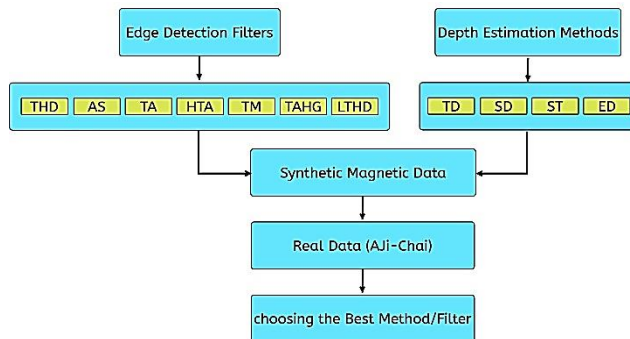 Edge Detection Filters
Depth Estimation Methods
THD AS TA HTA TM TAHG LTHD
TD SD ST ED
Synthetic Magnetic Data
Real Data (AJi-Chai)
choosing the Best Method/Filter